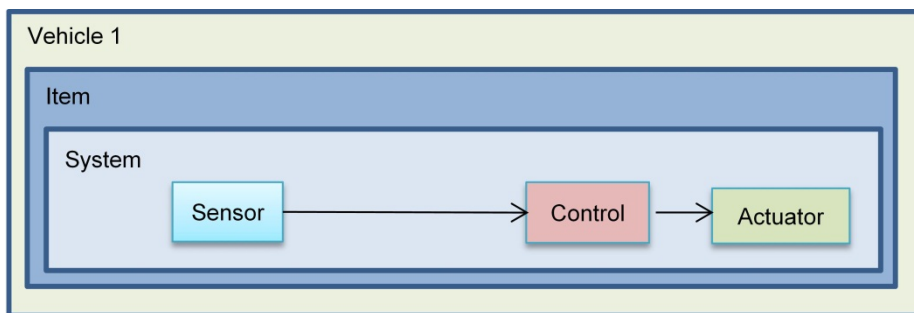 Vehicle 1
Item
System
Sensor
Control
Actuator